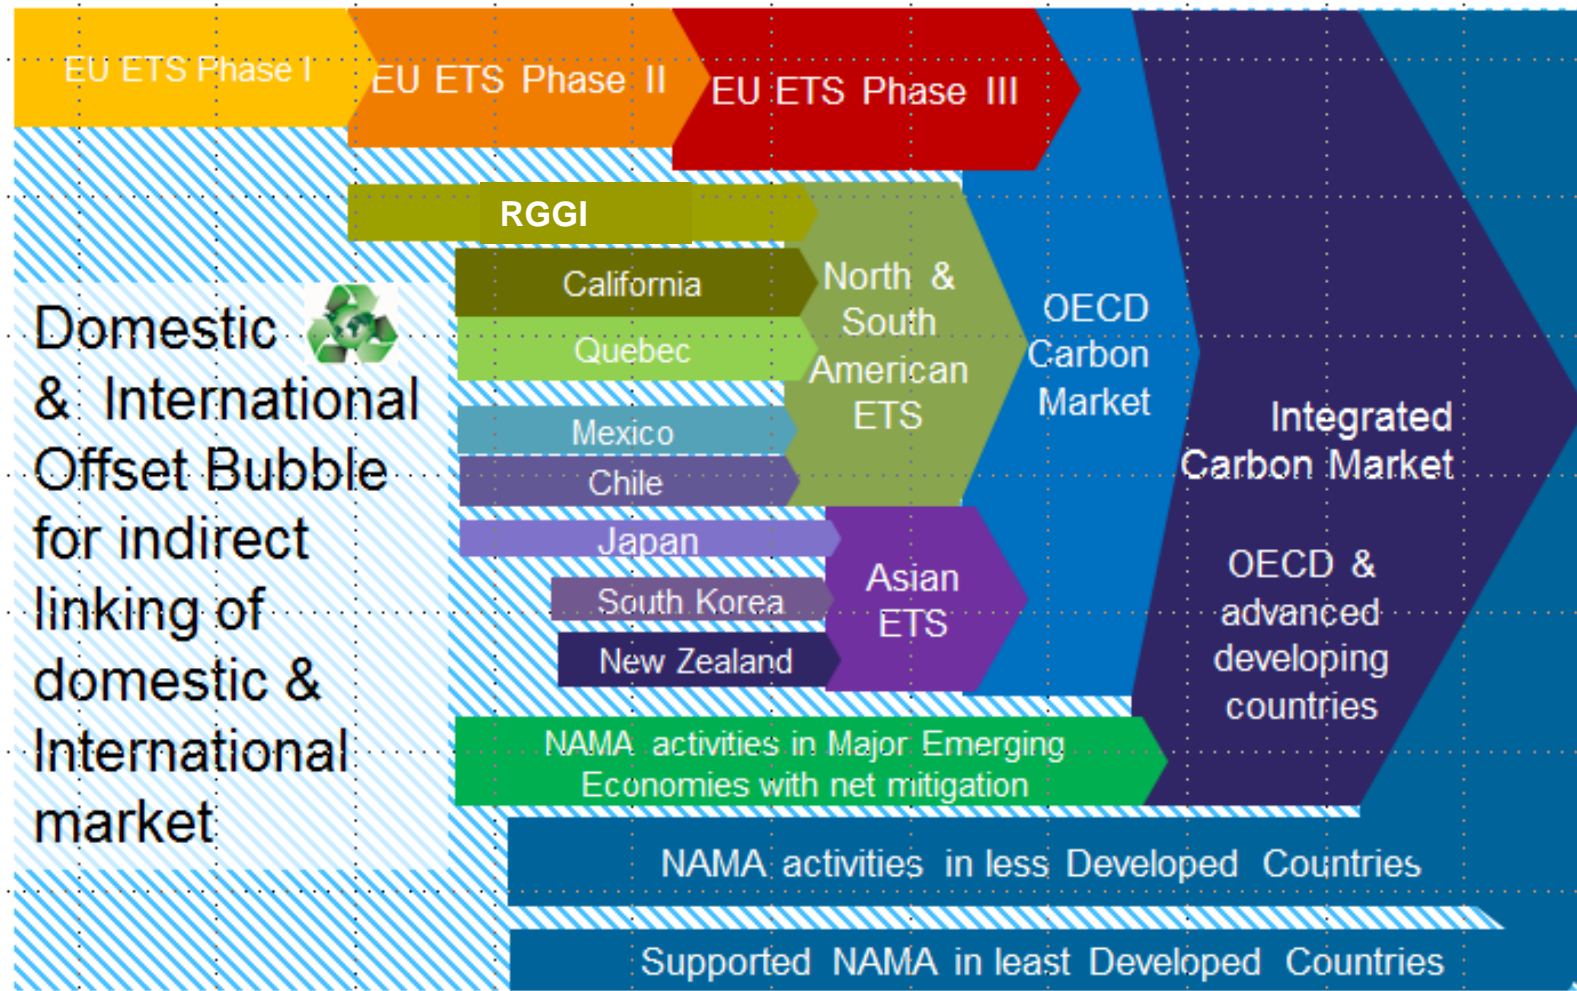 EU ETS Phase I
EU ETS Phase II
EU ETS Phase III
RGGI
California
Quebec
Mexico
Chile
Japan
South Korea
New Zealand
North &
South
American
ETS
Asian
ETS
OECD
Carbon
Market
Integrated
Carbon Market
OECD &
advanced
developing
countries
Domestic
& International
Offset Bubble
for indirect
linking of
domestic &
International
market
NAMA activities in Major Emerging
Economies with net mitigation
NAMA activities in less Developed Countries
Supported NAMA in least Developed Countries